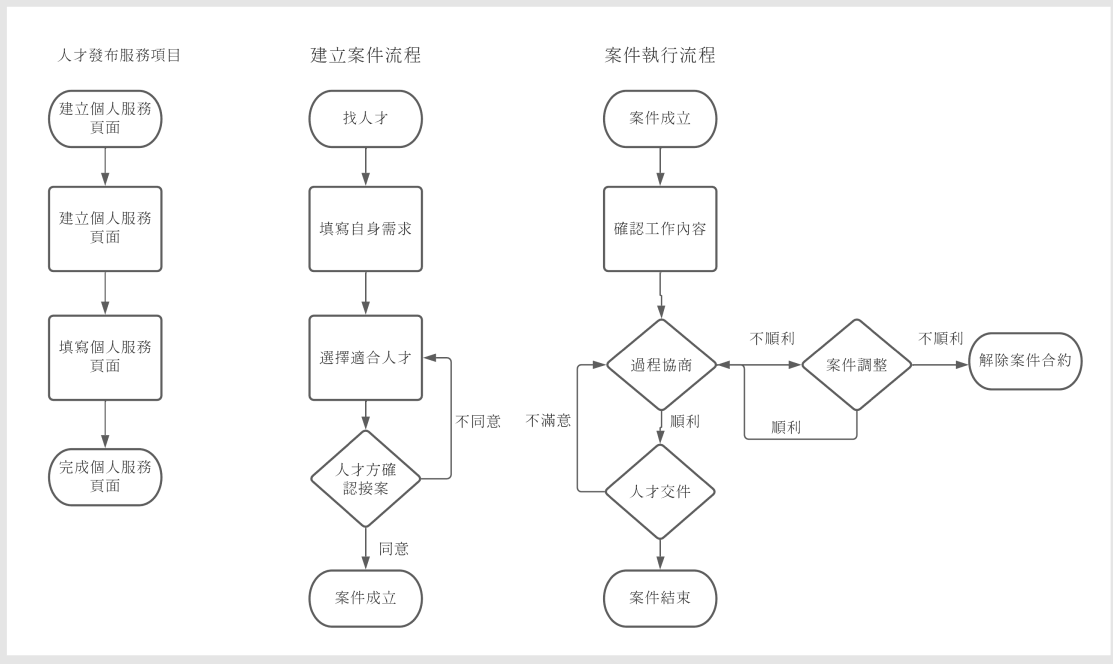 人才發布服務項目
建立個人服務
頁面
建立個人服務
頁面
填寫個人服務
頁面
完成個人服務
頁面
建立案件流程
找人才
填寫自身需求
選擇適合人才
不同意
人才方確
認接案
同意
案件成立
案件執行流程
案件成立
確認工作內容
過程協商
不順利
案件調整
不順利
解除案件合約
順利
順利
不滿意
人才交件
案件結束